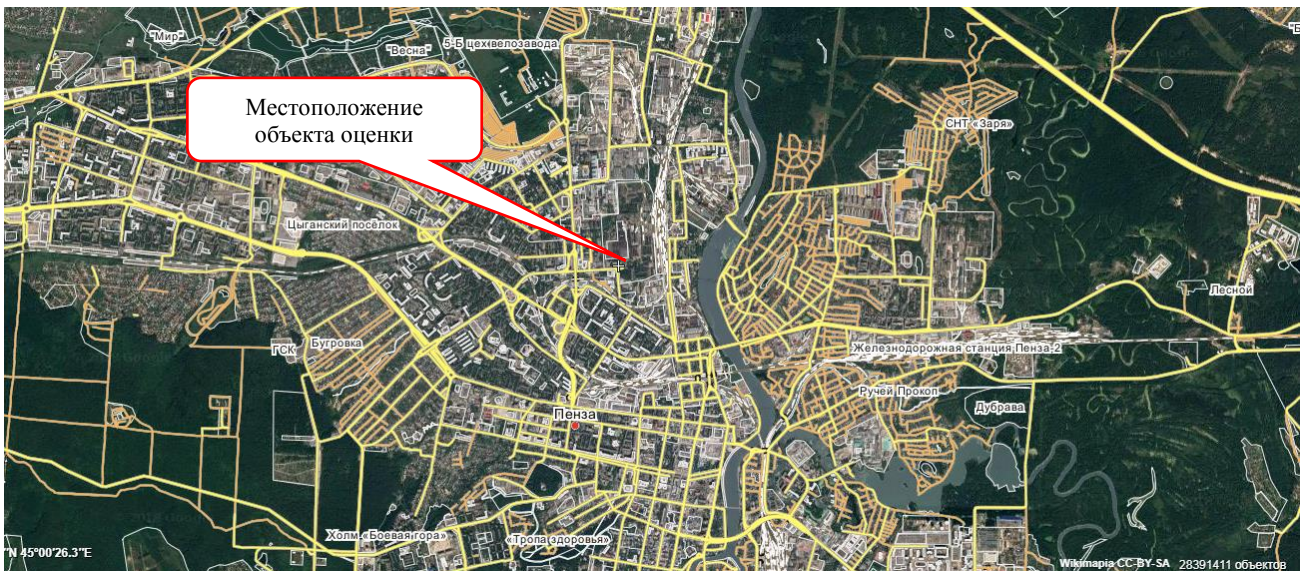 "Мир"
"Весна"
5-Б цех велозавода
"Б
Местоположение
объекта оценки
СНТ «Заря»
Цыганский посёлок
Лесной
ГСК
Бугровка
Железнодорожная станция Пенза-2
Ручей Прокоп
Дубрава
Пенза
Холм «Боевая гора»
«Тропа здоровья»
"N 45°00'26.3"E
Wikimapia CC-BY-SA 28391411 объектов